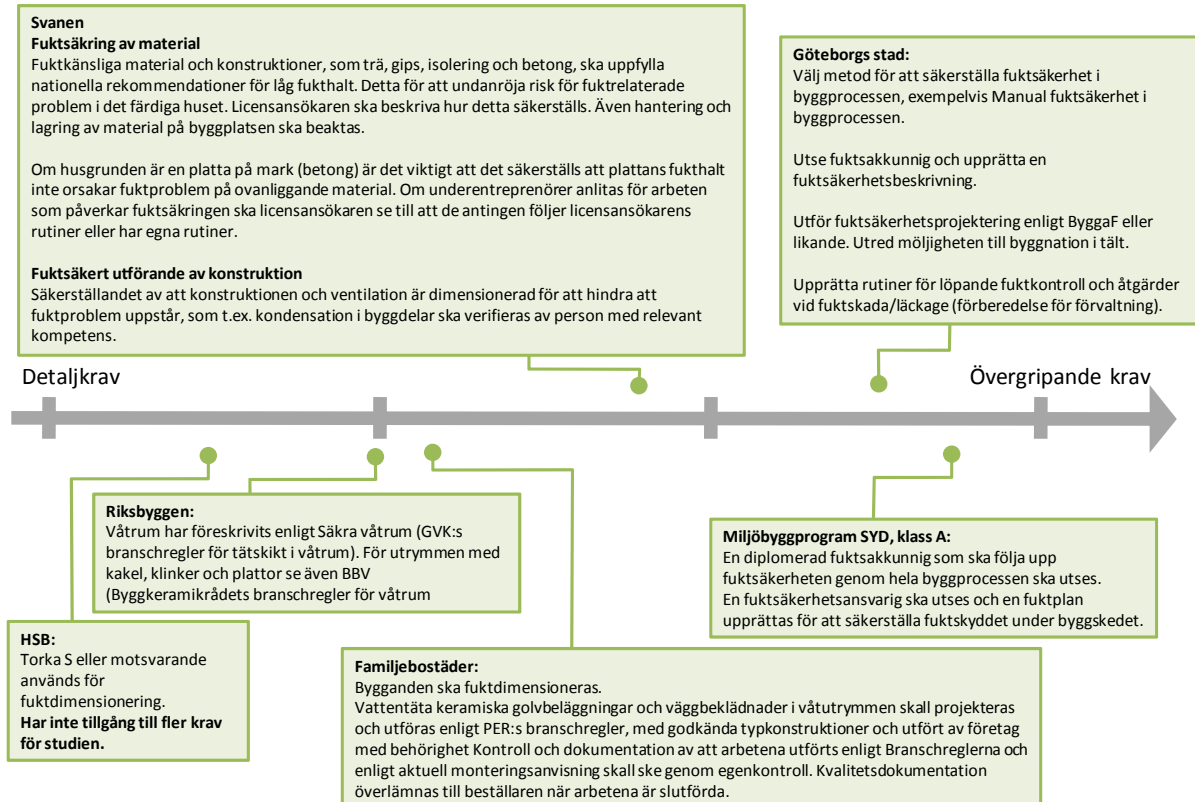 Svanen
Fuktsäkring av material
Fuktkänsliga material och konstruktioner, som trä, gips, isolering och betong, ska uppfylla
nationella rekommendationer för låg fukthalt. Detta för att undanröja risk för fuktrelaterade
problem i det färdiga huset. Licensansökaren ska beskriva hur detta säkerställs. Även hantering och
lagring av material på byggplatsen ska beaktas.
Om husgrunden är en platta på mark (betong) är det viktigt att det säkerställs att plattans fukthalt
inte orsakar fuktproblem på ovanliggande material. Om underentreprenörer anlitas för arbeten
som påverkar fuktsäkringen ska licensansökaren se till att de antingen följer licensansökarens
rutiner eller har egna rutiner.
Fuktsäkert utförande av konstruktion
Säkerställandet av att konstruktionen och ventilation är dimensionerad för att hindra att
fuktproblem uppstår, som t.ex. kondensation i byggdelar ska verifieras av person med relevant
kompetens.
Göteborgs stad:
Välj metod för att säkerställa fuktsäkerhet i
byggprocessen, exempelvis Manual fuktsäkerhet i
byggprocessen.
Utse fuktsakkunnig och upprätta en
fuktsäkerhetsbeskrivning.
Utför fuktsäkerhetsprojektering enligt ByggaF eller
likande. Utred möljigheten till byggnation i tält.
Upprätta rutiner för löpande fuktkontroll och åtgärder
vid fuktskada/läckage (förberedelse för förvaltning).
Detaljkrav
Övergripande krav
Riksbyggen:
Våtrum har föreskrivits enligt Säkra våtrum (GVK:s
branschregler för tätskikt i våtrum). För utrymmen med
kakel, klinker och plattor se även BBV
(Byggkeramikrådets branschregler för våtrum
Miljöbyggprogram SYD, klass A:
En diplomerad fuktsakkunnig som ska följa upp
fuktsäkerheten genom hela byggprocessen ska utses.
En fuktsäkerhetsansvarig ska utses och en fuktplan
upprättas för att säkerställa fuktskyddet under byggskedet.
HSB:
Torka S eller motsvarande
används för
fuktdimensionering.
Har inte tillgång till fler krav
för studien.
Familjebostäder:
Bygganden ska fuktdimensioneras.
Vattentäta keramiska golvbeläggningar och väggbeklädnader i våtutrymmen skall projekteras
och utföras enligt PER:s branschregler, med godkända typkonstruktioner och utfört av företag
med behörighet Kontroll och dokumentation av att arbetena utförts enligt Branschreglerna och
enligt aktuell monteringsanvisning skall ske genom egenkontroll. Kvalitetsdokumentation
överlämnas till beställaren när arbetena är slutförda.